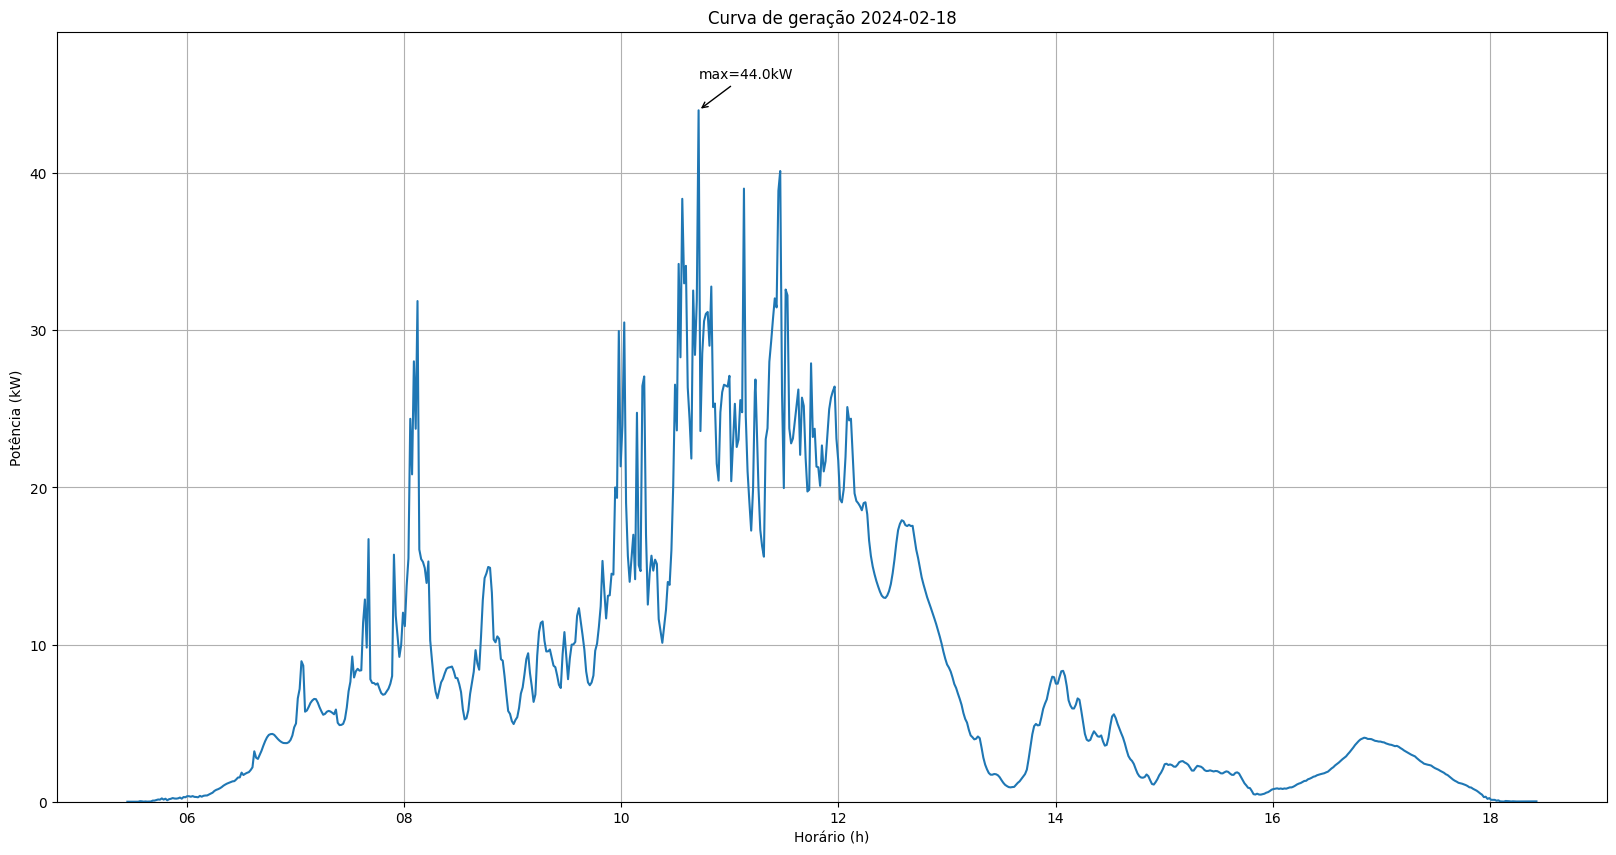 Curva de geração 2024-02-18
max=44.0kW
Potência (kW)
40
30
20
10
0
06 08 10 12 14 16 18
Horário (h)